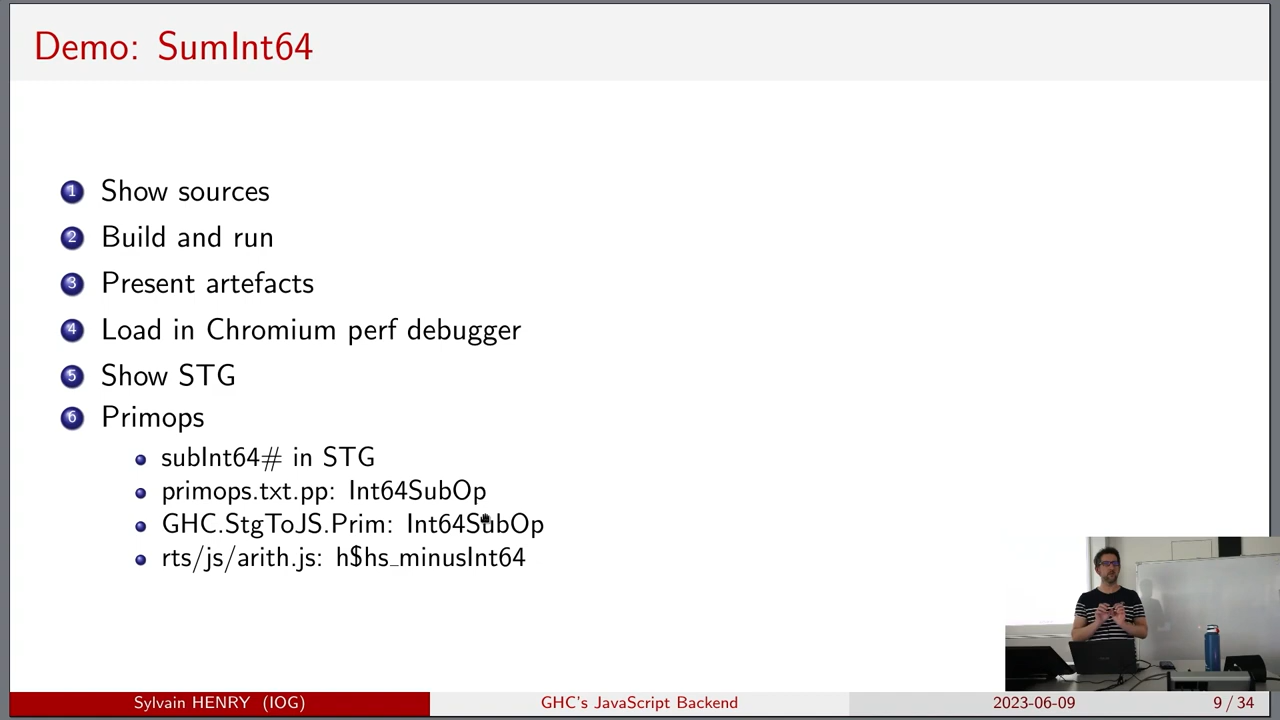 Demo: SumInt64
1 Show sources
2 Build and run
3 Present artefacts
4 Load in Chromium perf debugger
5 Show STG
6 Primops
subInt64# in STG
primops.txt.pp: Int64SubOp
GHC.StgToJS.Prim: Int64SubOp
rts/js/arith.js: h$hs_minusInt64
Sylvain HENRY (IOG) GHC's JavaScript Backend 2023-06-09 9 / 34